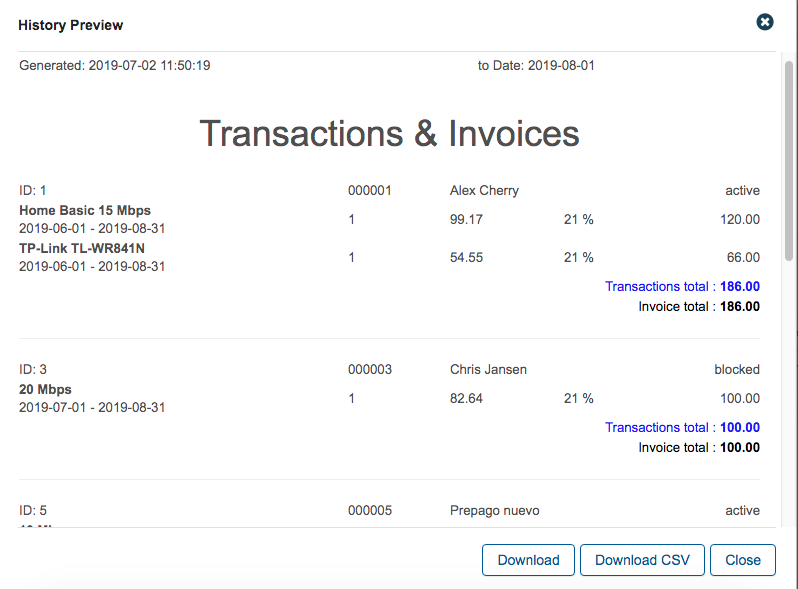 History Preview
Generated: 2019-07-02 11:50:19 to Date: 2019-08-01
Transactions & Invoices
ID: 1 000001 Alex Cherry active
Home Basic 15 Mbps
2019-06-01 - 2019-08-31 1 99.17 21 % 120.00
TP-Link TL-WR841N
2019-06-01 - 2019-08-31 1 54.55 21 % 66.00
Transactions total : 186.00
Invoice total : 186.00
ID: 3 000003 Chris Jansen blocked
20 Mbps
2019-07-01 - 2019-08-31 1 82.64 21 % 100.00
Transactions total : 100.00
Invoice total : 100.00
ID: 5 000005 Prepago nuevo active
Download Download CSV Close